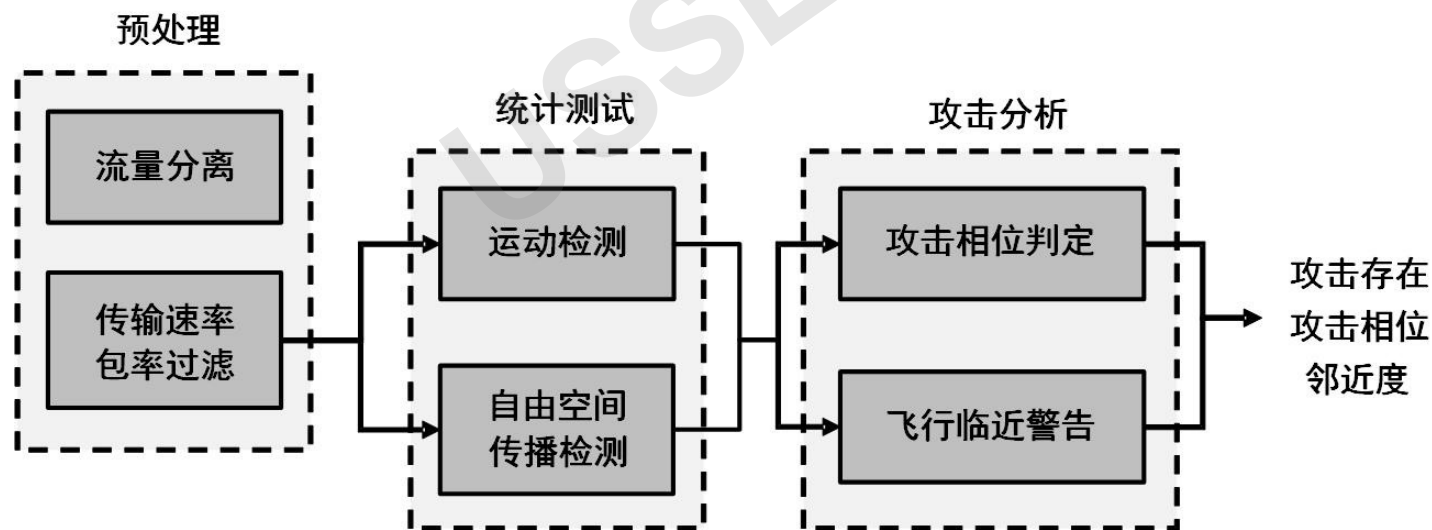 预处理
流量分离
传输速率
包率过滤
统计测试
运动检测
自由空间
传播检测
攻击分析
攻击相位判定
飞行临近警告
攻击存在
攻击相位
邻近度